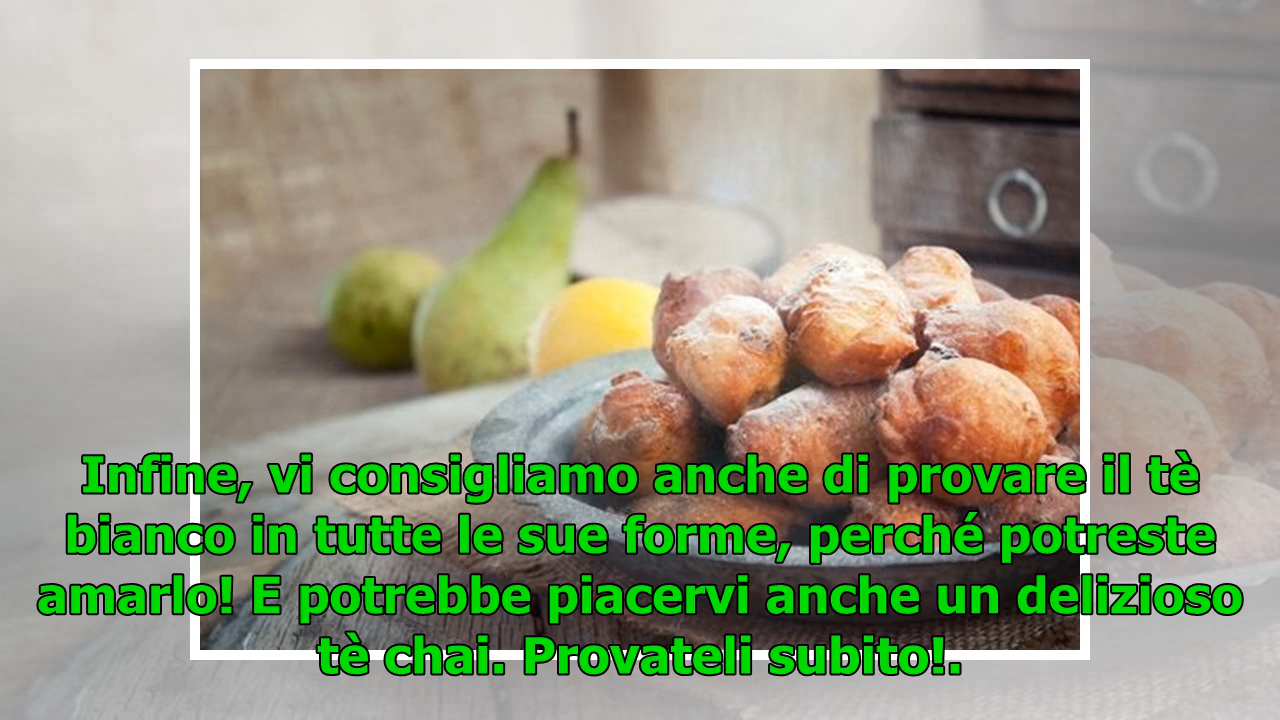 Infine, vi consigliamo anche di provare il tè
bianco in tutte le sue forme, perché potreste
amarlo! E potrebbe piacervi anche un delizioso
tè chai. Provateli subito!.